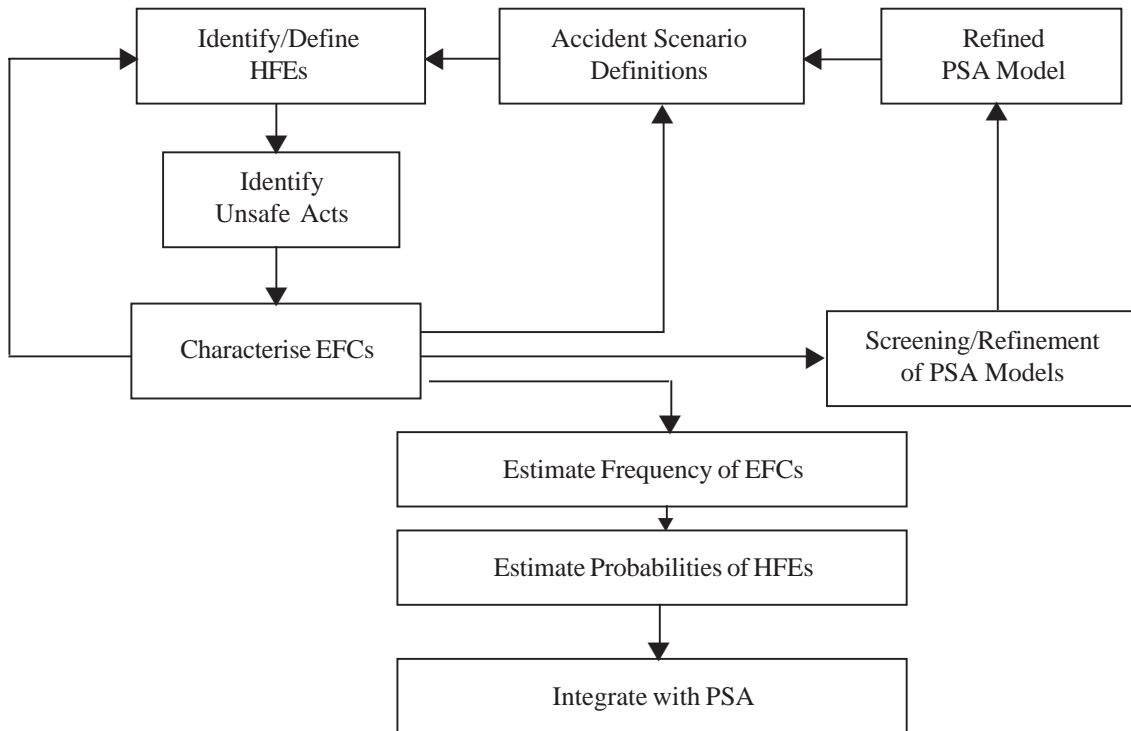 Identify/Define
HFEs
Accident Scenario
Definitions
Refined
PSA Model
Identify
Unsafe Acts
Characterise EFCs
Screening/Refinement
of PSA Models
Estimate Frequency of EFCs
Estimate Probabilities of HFEs
Integrate with PSA